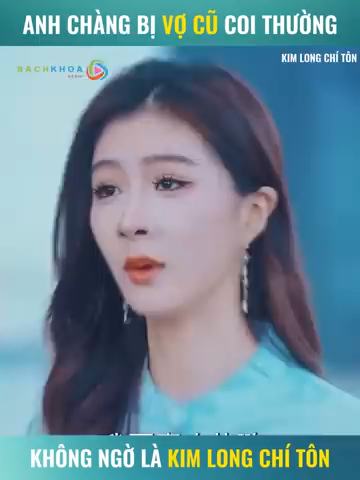 ANH CHÀNG BỊ VỢ CŨ COI THƯỜNG
KIM LONG CHÍ TÔN
BACHKHOA
KHÔNG NGỜ LÀ KIM LONG CHÍ TÔN